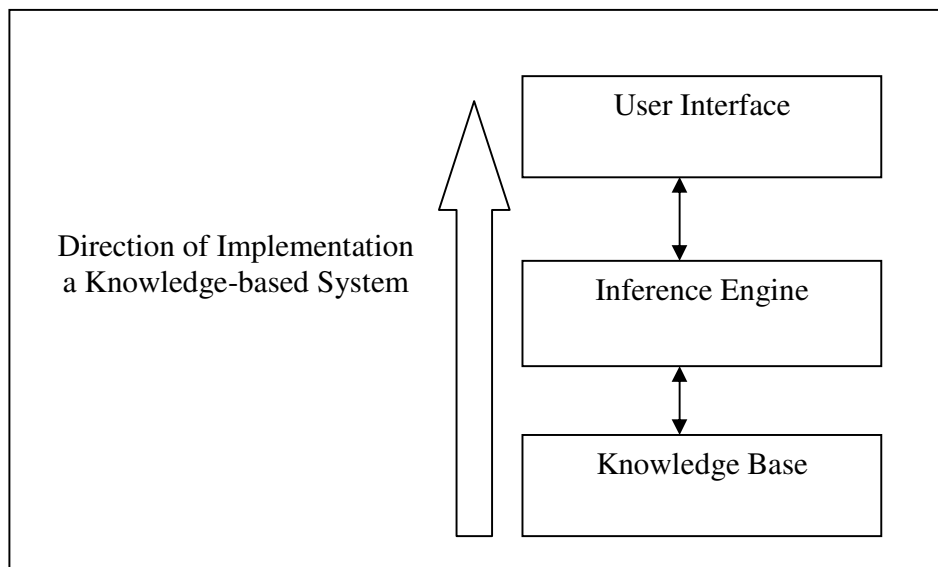 User Interface
Direction of Implementation
a Knowledge-based System
Inference Engine
Knowledge Base